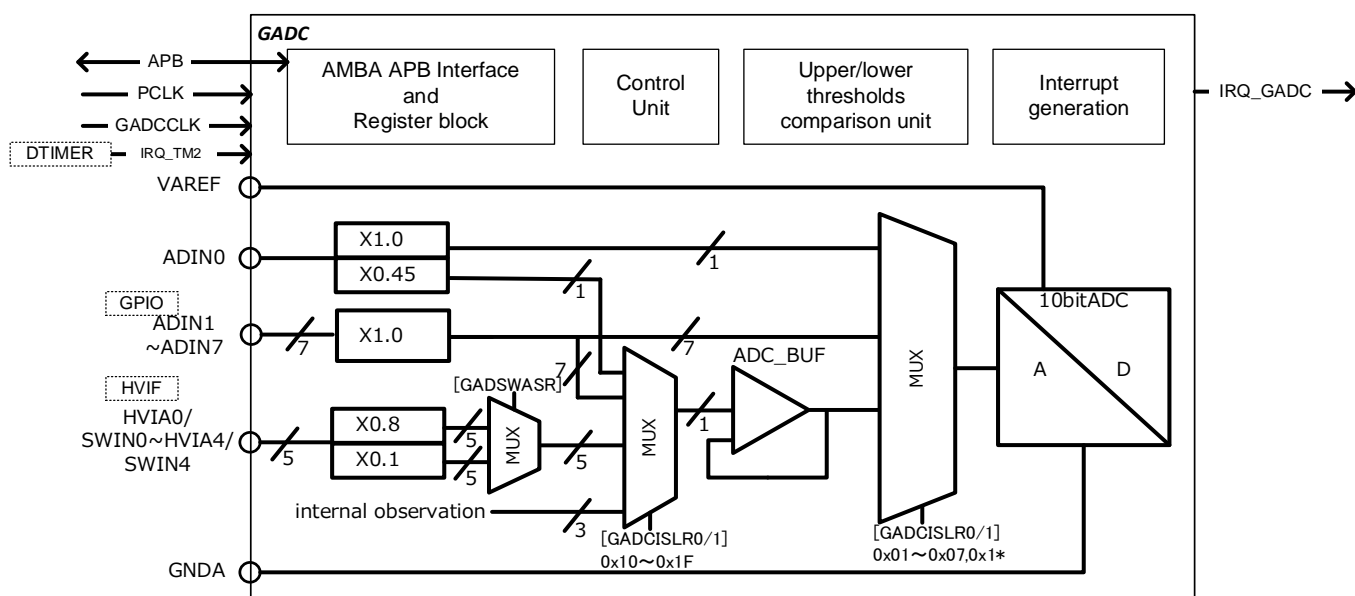 GADC
APB
PCLK
GADCCLK
DTIMER
IRQ_TM2
AMBA APB Interface
and
Register block
Control
Unit
Upper/lower
thresholds
comparison unit
Interrupt
generation
IRQ_GADC
VAREF
ADIN0
X1.0
X0.45
1
1
GPIO
ADIN1
~ADIN7
7
X1.0
7
7
HVIF
HVIA0/
SWIN0~HVIA4/
SWIN4
5
X0.8
X0.1
5
5
[GADSWASR]
MUX
5
internal observation
3
MUX
[GADCISLR0/1]
0x10～0x1F
1
ADC_BUF
MUX
[GADCISLR0/1]
0x01～0x07,0x1*
10bitADC
A
D
GNDA